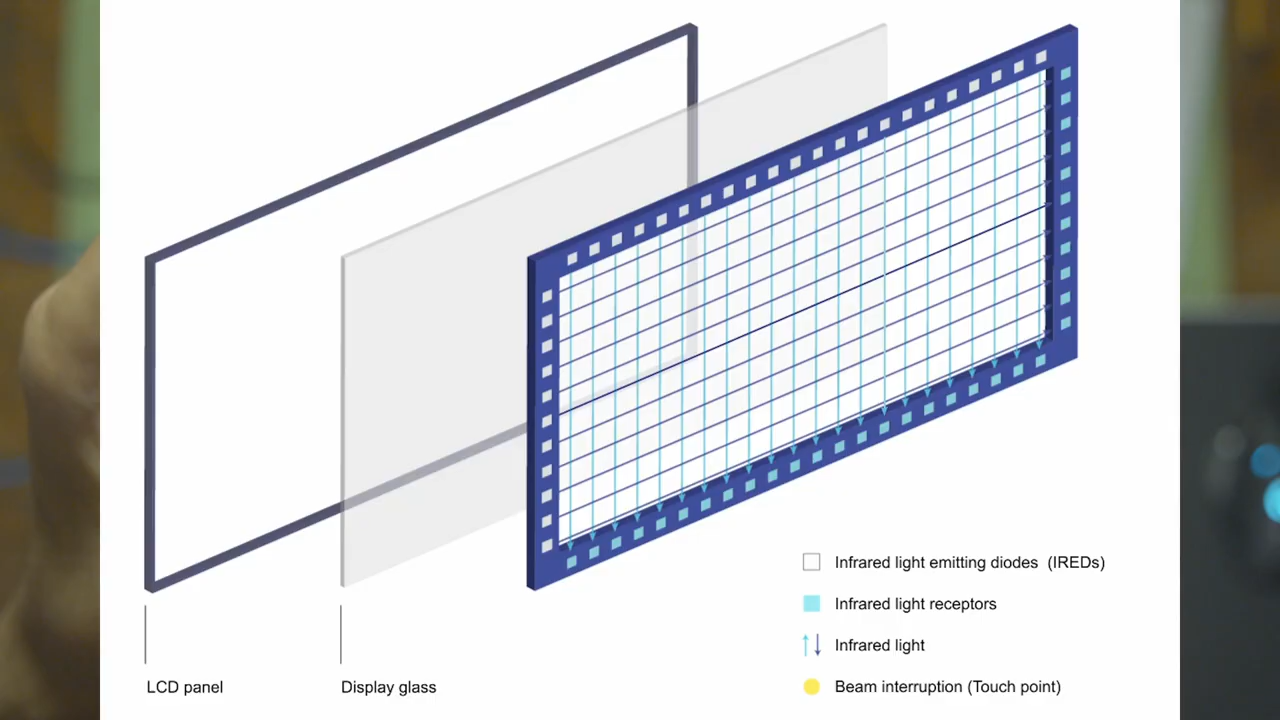 Infrared light emitting diodes (IREDs)
Infrared light receptors
Infrared light
Beam interruption (Touch point)
LCD panel
Display glass